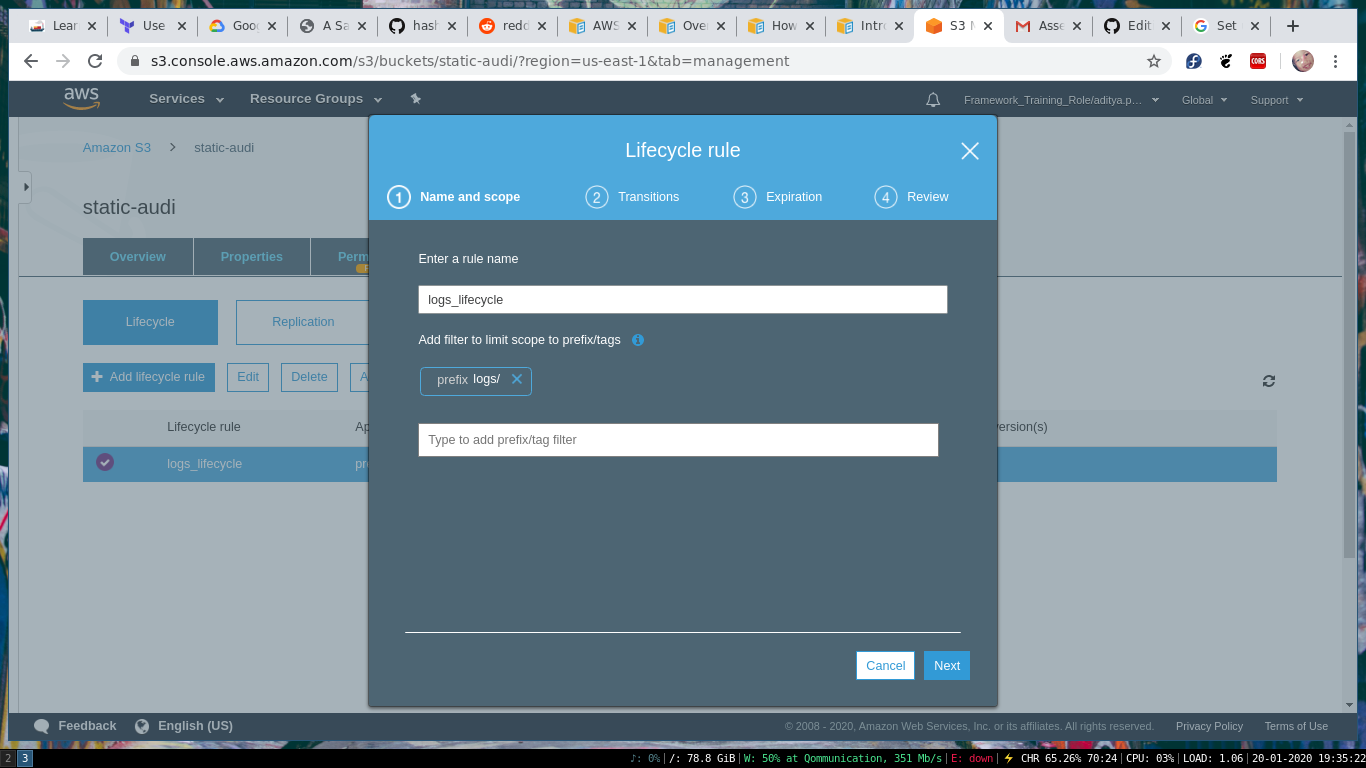 Lear
Use
Goog
A Sa
hash
redd
AWS
Over
How
Intro
S3 M
Asse
Edit
Set
s3.console.aws.amazon.com/s3/buckets/static-audi/?region=us-east-1&tab=management
CORS
aws
Services
Resource Groups
Framework_Training_Role/aditya.p...
Global
Support
Amazon S3
static-audi
static-audi
Overview
Properties
Perm
Lifecycle
Replication
+ Add lifecycle rule
Edit
Delete
A
Lifecycle rule
Ap
ersion(s)
logs_lifecycle
pre
Lifecycle rule
1 Name and scope
2 Transitions
3 Expiration
4 Review
Enter a rule name
logs_lifecycle
Add filter to limit scope to prefix/tags
prefix logs/
Type to add prefix/tag filter
Cancel
Next
Feedback
English (US)
© 2008 - 2020, Amazon Web Services, Inc. or its affiliates. All rights reserved.
Privacy Policy
Terms of Use
2 3
♪: 0%|/: 78.8 GiB|W: 50% at Qommunication, 351 Mb/s|E: down|⚡ CHR 65.26% 70:24|CPU: 03%|LOAD: 1.06|20-01-2020 19:35:22